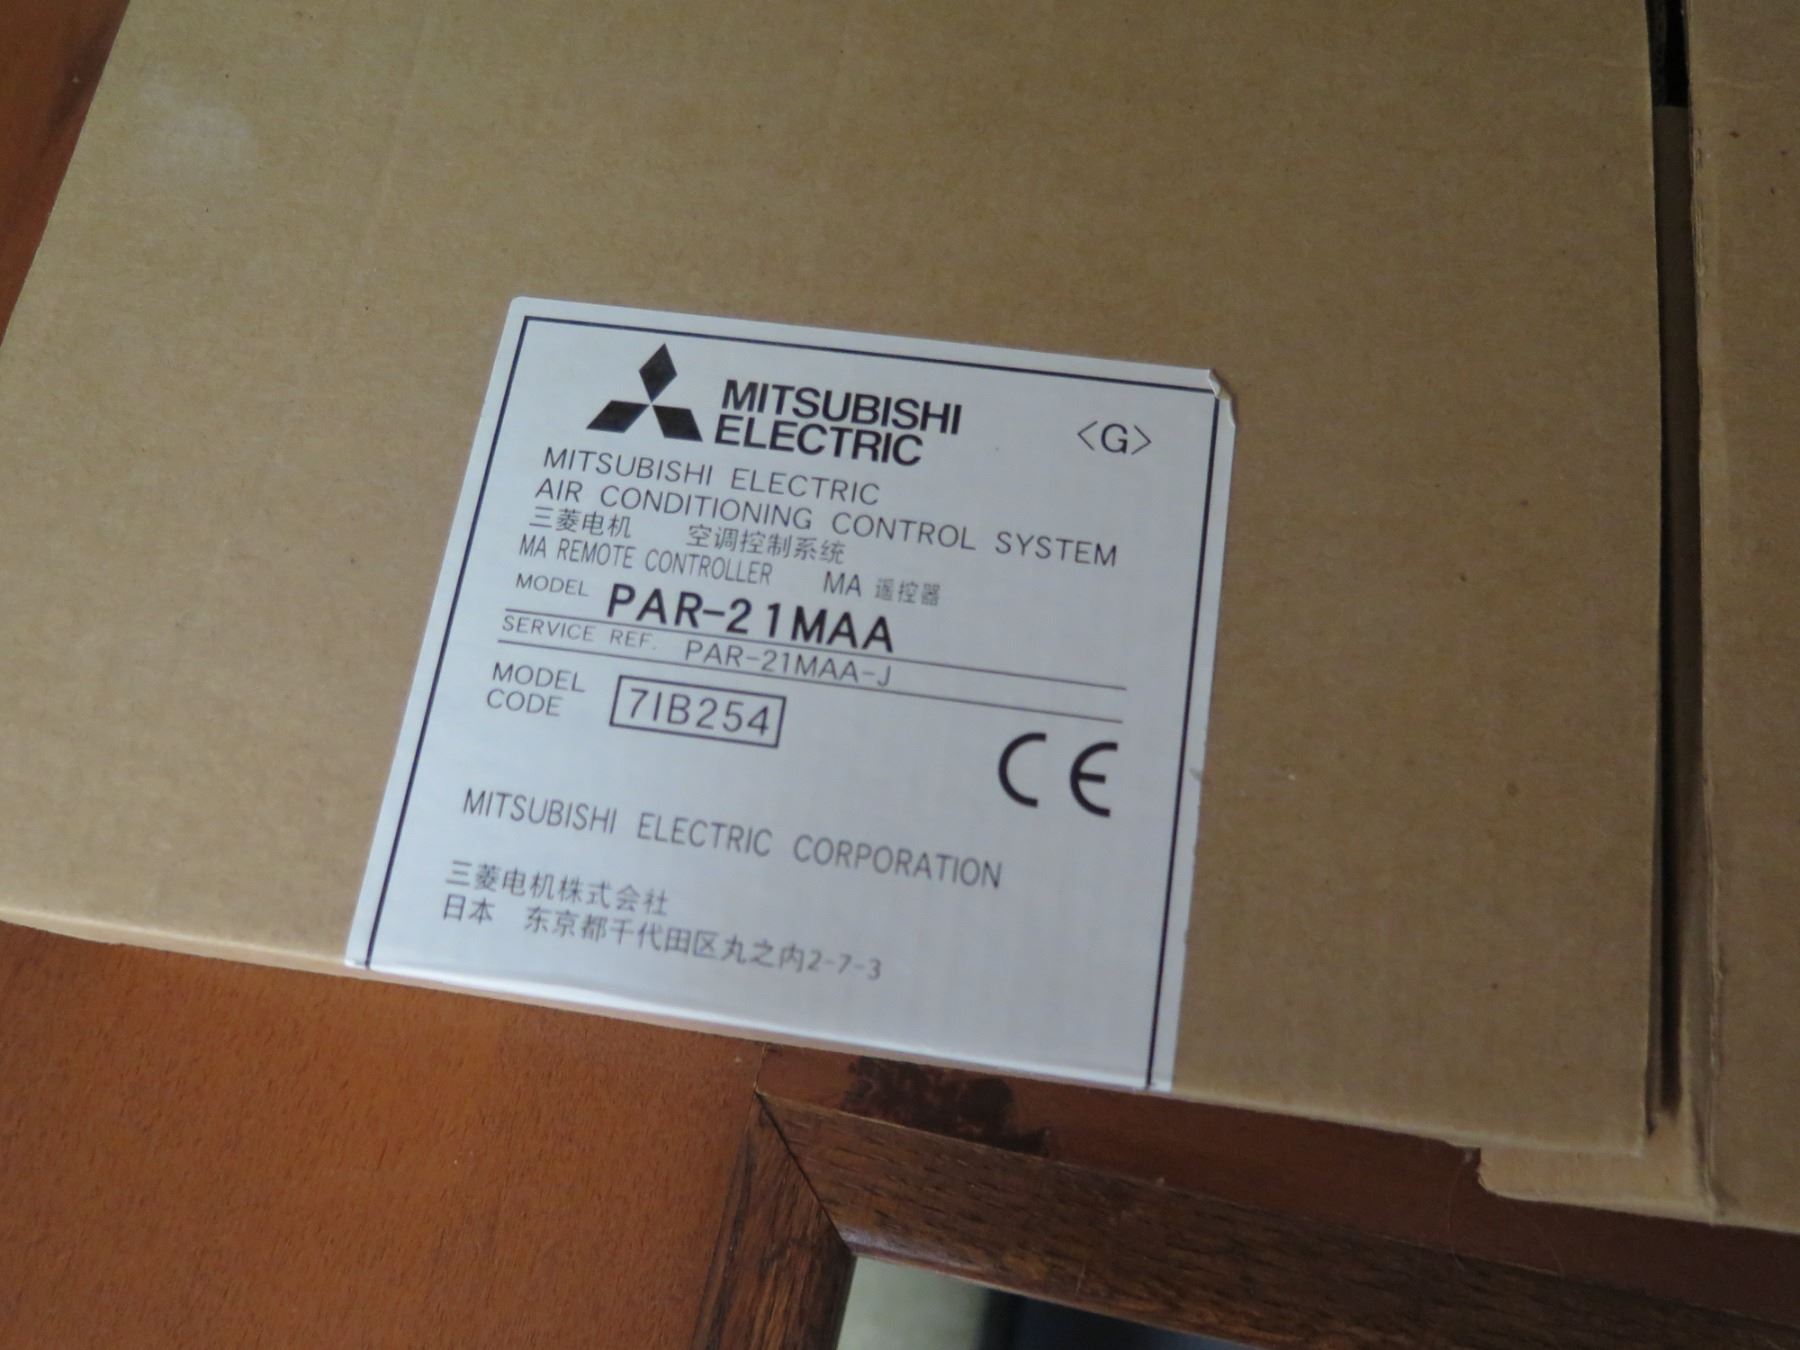 MITSUBISHI
ELECTRIC
<G>
MITSUBISHI ELECTRIC
AIR CONDITIONING CONTROL SYSTEM
三菱电机 空调控制系统
MA REMOTE CONTROLLER MA 遥控器
MODEL PAR-21MAA
SERVICE REF. PAR-21MAA-J
MODEL
CODE
7IB254
CE
MITSUBISHI ELECTRIC CORPORATION
三菱电机株式会社
日本 东京都千代田区丸之内2-7-3